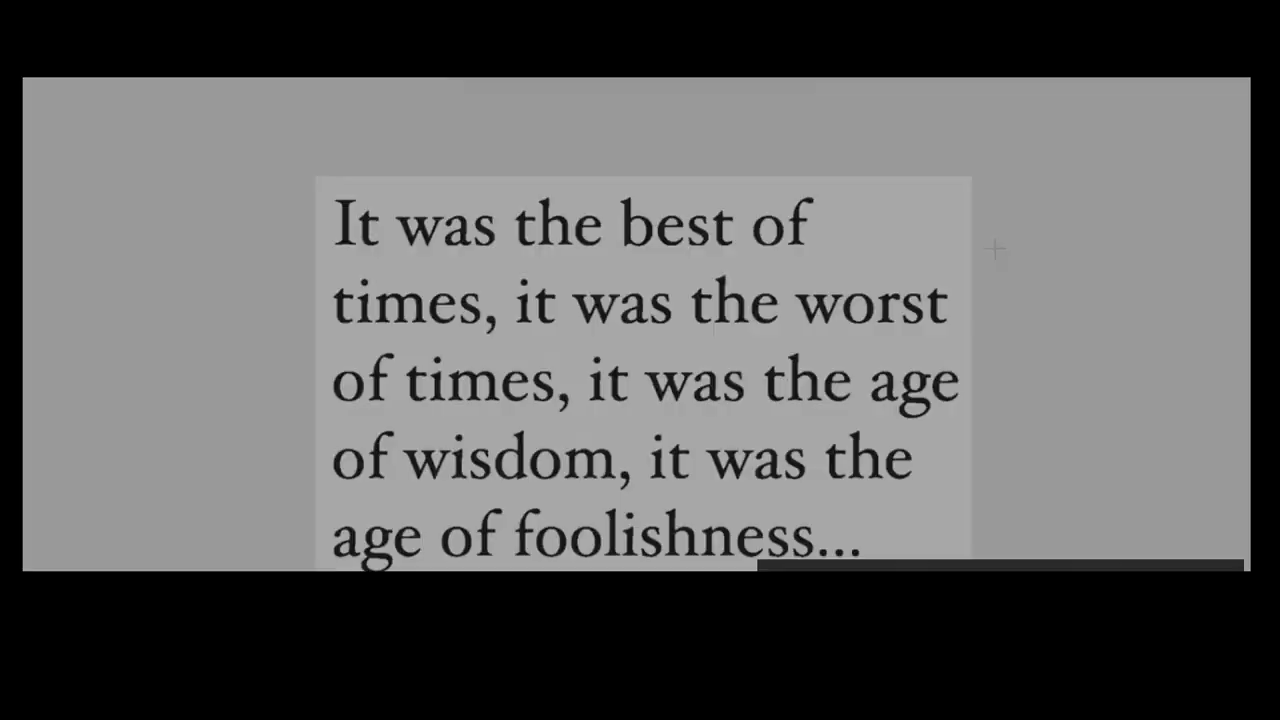 It was the best of
times, it was the worst
of times, it was the age
of wisdom, it was the
age of foolishness...